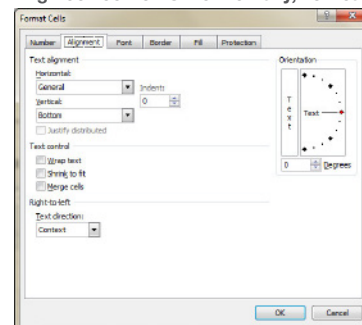 Format Cells
Number Alignment Font Border Fill Protection
Text alignment
Horizontal:
General
Indent:
Vertical:
0
Bottom
Justify distributed
Text control
Wrap text
Shrink to fit
Merge cells
Right-to-left
Text direction:
Context
Orientation
Text
Text
0 Degrees
OK Cancel